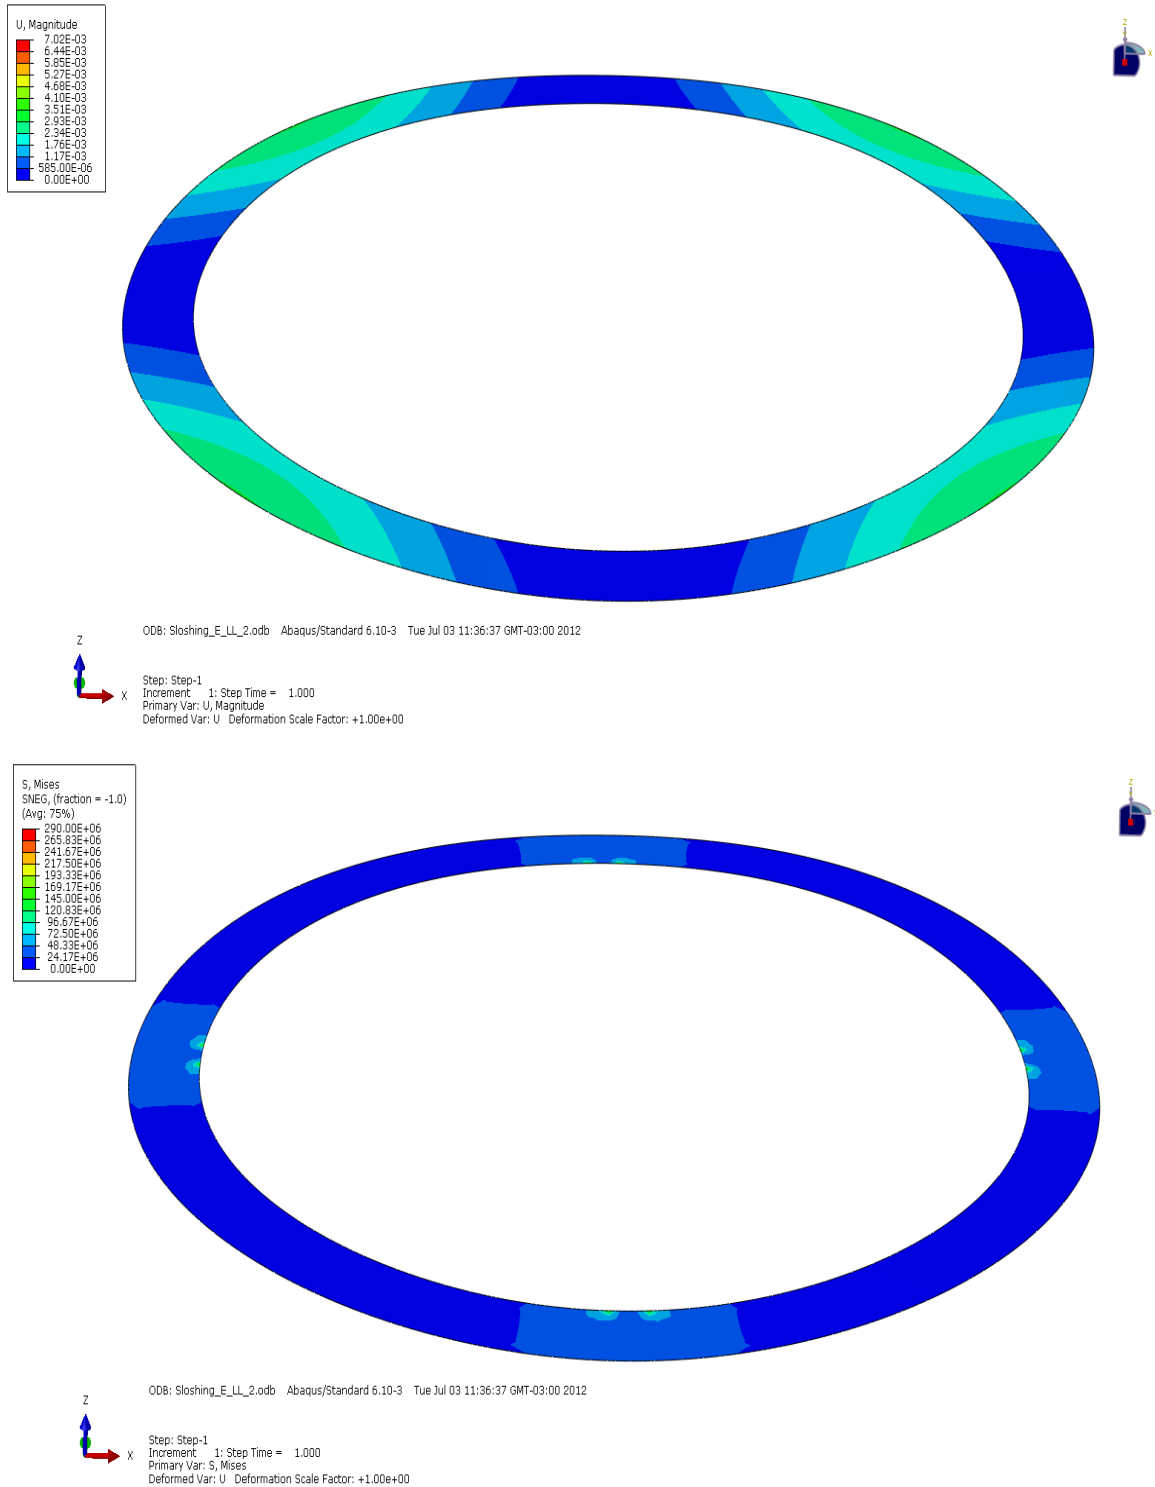 U, Magnitude
7.02E-03
6.44E-03
5.85E-03
5.27E-03
4.68E-03
4.10E-03
3.51E-03
2.93E-03
2.34E-03
1.76E-03
1.17E-03
585.00E-06
0.00E+00
Z
X
ODB: Sloshing_E_LL_2.odb Abaqus/Standard 6.10-3 Tue Jul 03 11:36:37 GMT-03:00 2012
Z
X
Step: Step-1
Increment 1: Step Time = 1.000
Primary Var: U, Magnitude
Deformed Var: U Deformation Scale Factor: +1.00e+00
S, Mises
SNEG, (fraction = -1.0)
(Avg: 75%)
290.00E+06
265.83E+06
241.67E+06
217.50E+06
193.33E+06
169.17E+06
145.00E+06
120.83E+06
96.67E+06
72.50E+06
48.33E+06
24.17E+06
0.00E+00
Z
ODB: Sloshing_E_LL_2.odb Abaqus/Standard 6.10-3 Tue Jul 03 11:36:37 GMT-03:00 2012
Z
X
Step: Step-1
Increment 1: Step Time = 1.000
Primary Var: S, Mises
Deformed Var: U Deformation Scale Factor: +1.00e+00